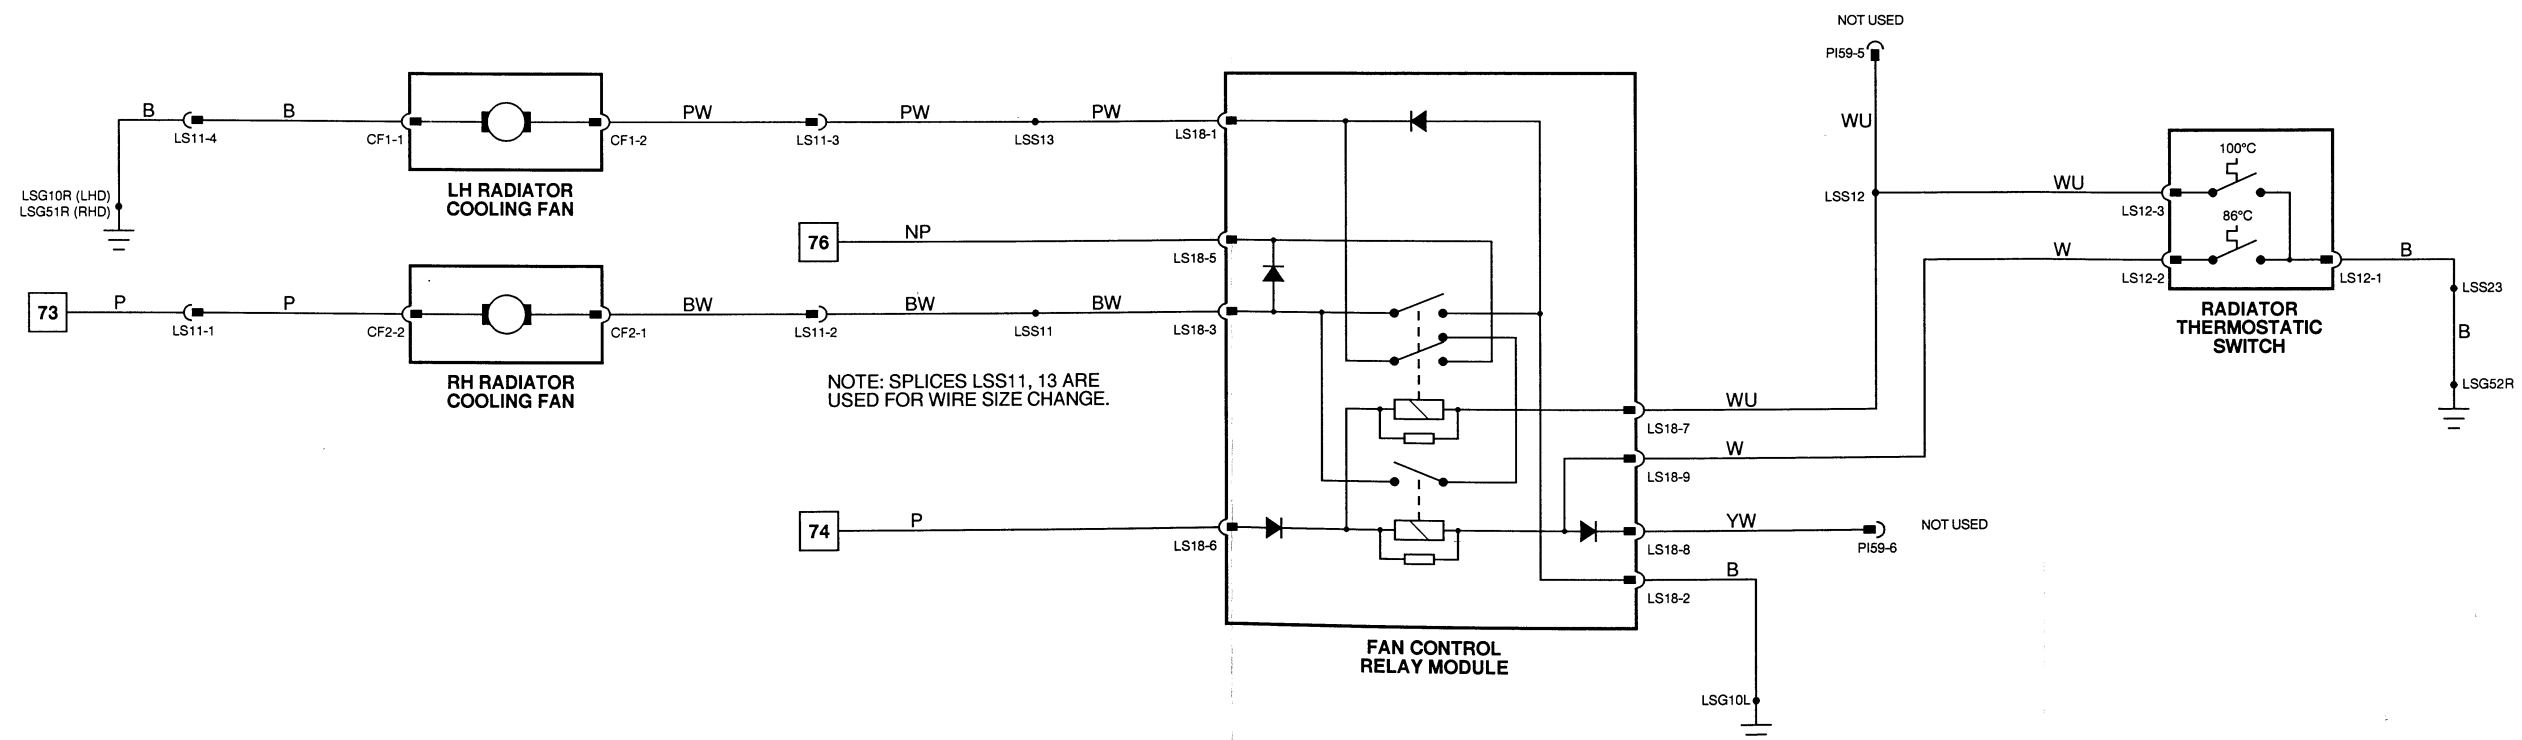 NOT USED
PI59-5
WU
B
LS11-4
B
CF1-1
CF1-2
PW
LS11-3
PW
LSS13
PW
LS18-1
LH RADIATOR
COOLING FAN
LSG10R (LHD)
LSG51R (RHD)
76
NP
LS18-5
73
P
LS11-1
P
CF2-2
CF2-1
BW
LS11-2
BW
LSS11
BW
LS18-3
RH RADIATOR
COOLING FAN
NOTE: SPLICES LSS11, 13 ARE
USED FOR WIRE SIZE CHANGE.
74
P
LS18-6
FAN CONTROL
RELAY MODULE
WU
LS18-7
W
LS18-9
YW
LS18-8
PI59-6
NOT USED
B
LS18-2
LSG10L
LSS12
WU
LS12-3
W
LS12-2
100°C
86°C
RADIATOR
THERMOSTATIC
SWITCH
LS12-1
B
LSS23
B
LSG52R